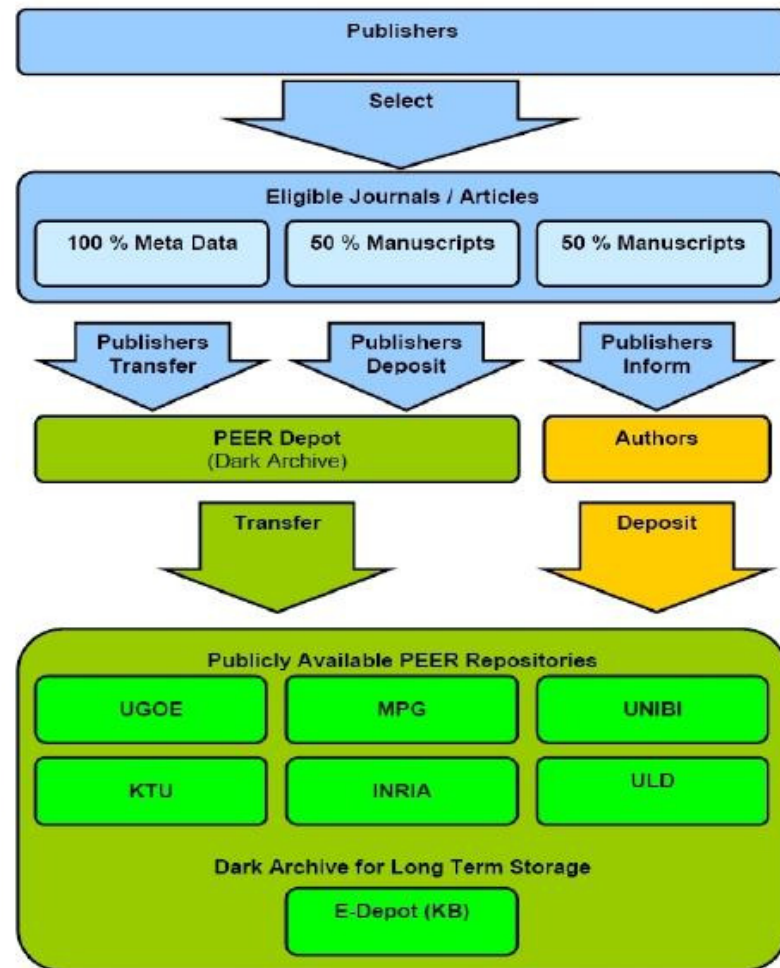 Publishers
Select
Eligible Journals / Articles
100 % Meta Data
50 % Manuscripts
50 % Manuscripts
Publishers
Transfer
Publishers
Deposit
Publishers
Inform
PEER Depot
(Dark Archive)
Authors
Transfer
Deposit
Publicly Available PEER Repositories
UGOE
MPG
UNIBI
KTU
INRIA
ULD
Dark Archive for Long Term Storage
E-Depot (KB)